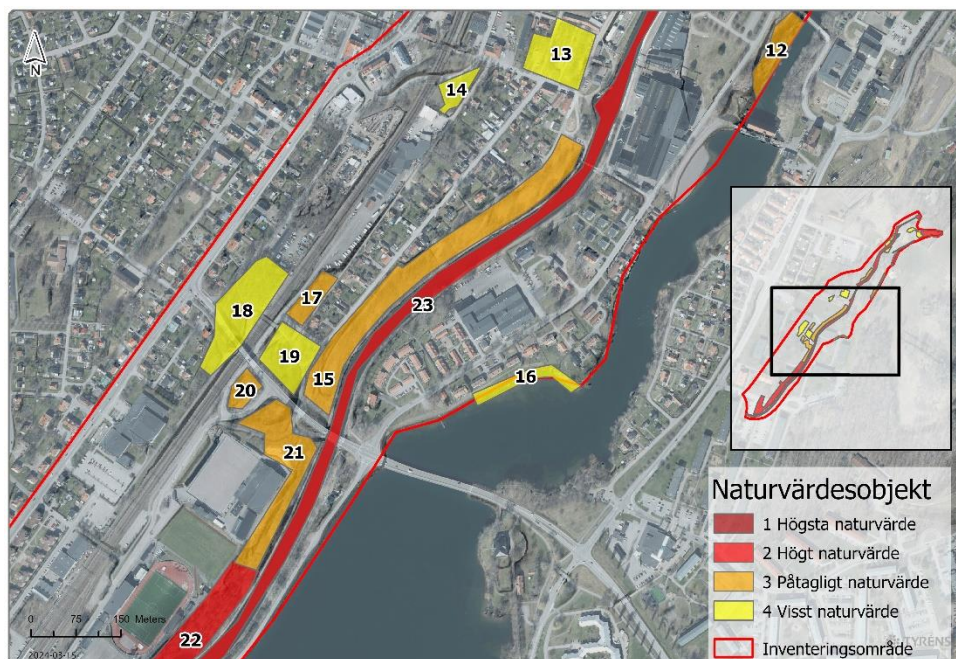 12
13
14
N
17
18
23
19
15
16
20
21
22
Naturvärdesobjekt
1 Högsta naturvärde
2 Högt naturvärde
3 Påtagligt naturvärde
4 Visst naturvärde
Inventeringsområde
0 75 150 Meters
2024-03-15
TYRENS